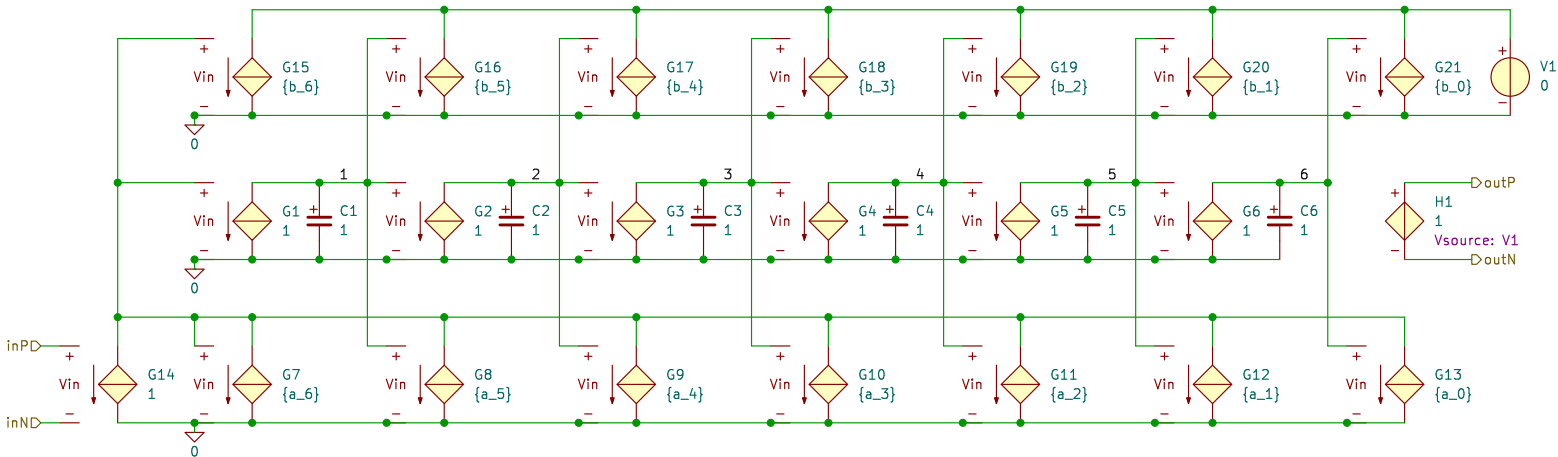 + + + + + + + +
Vin G15 Vin G16 Vin G17 Vin G18 Vin G19 Vin G20 Vin G21 V1
{b_6} {b_5} {b_4} {b_3} {b_2} {b_1} {b_0} 0
− − − − − − − −
0
1 2 3 4 5 6
+ + + + + + + outP
+ + + + + +
Vin G1 C1 Vin G2 C2 Vin G3 C3 Vin G4 C4 Vin G5 C5 Vin G6 C6 H1
1 1 1 1 1 1 1 1 1 1 1 1 1
Vsource: V1
− − − − − − − outN
0
inP + + + + + + + +
Vin G14 Vin G7 Vin G8 Vin G9 Vin G10 Vin G11 Vin G12 Vin G13
1 {a_6} {a_5} {a_4} {a_3} {a_2} {a_1} {a_0}
inN − − − − − − − −
0